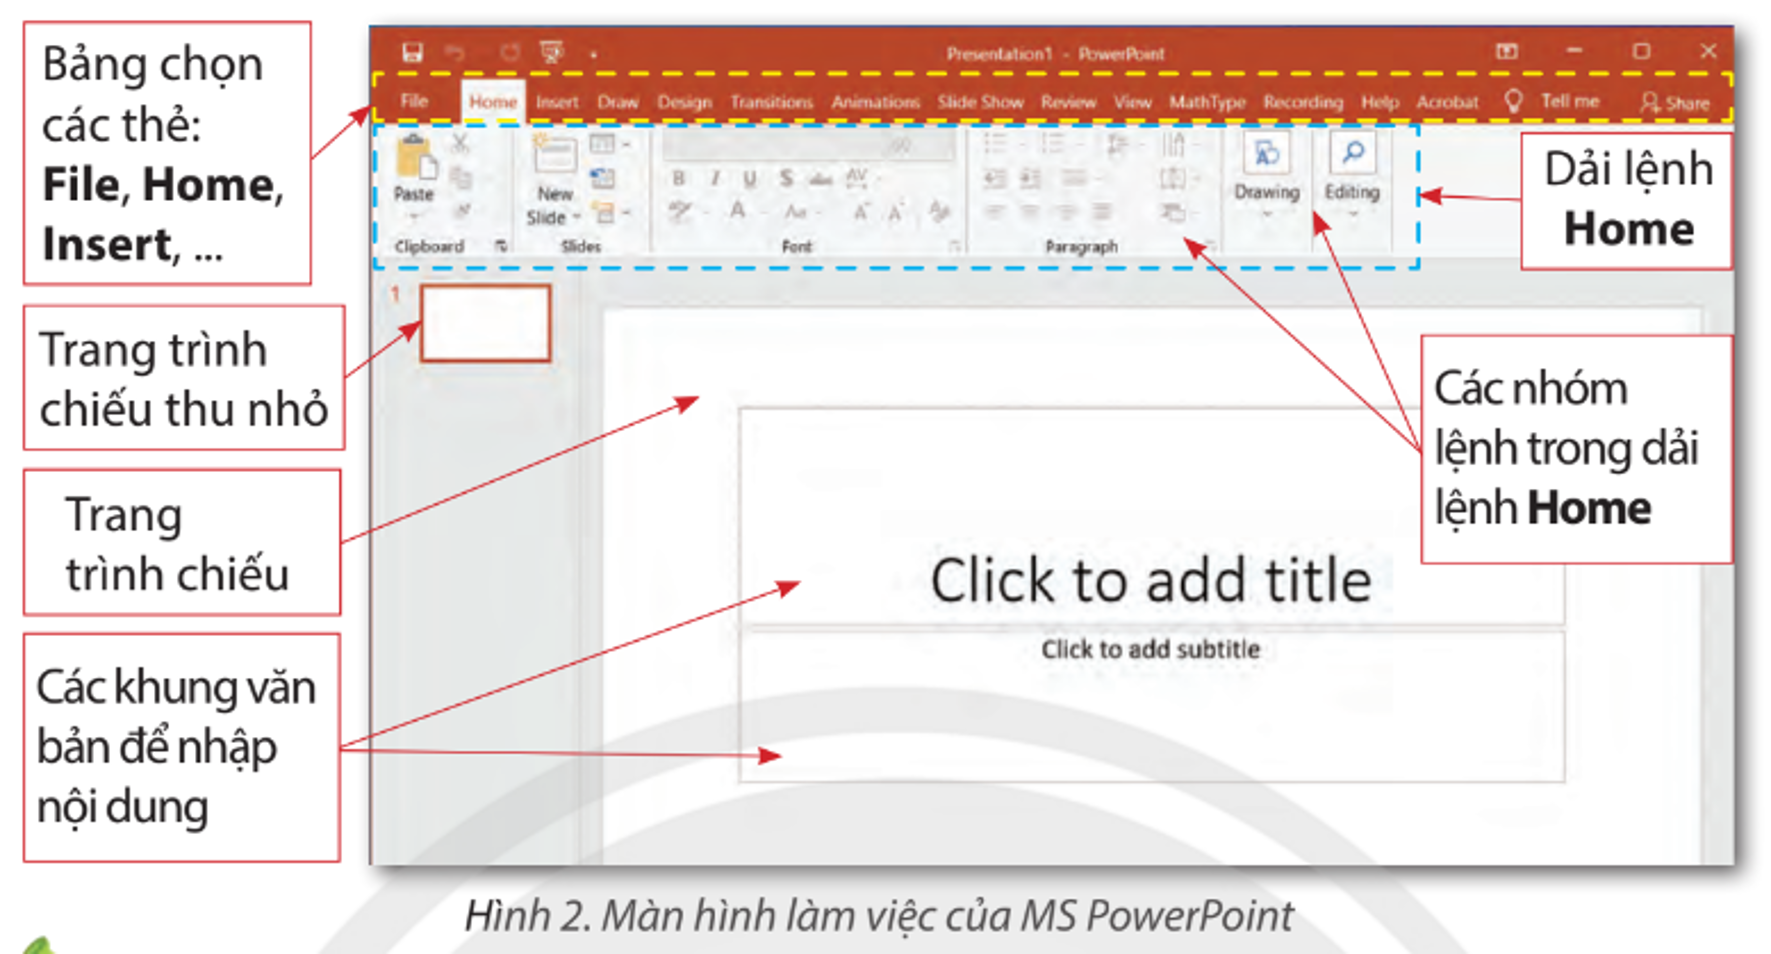 Bảng chọn
các thẻ:
File, Home,
Insert, ...
Trang trình
chiếu thu nhỏ
Trang
trình chiếu
Các khung văn
bản để nhập
nội dung
Presentation1 - PowerPoint
File Home Insert Draw Design Transitions Animations Slide Show Review View MathType Recording Help Acrobat Tell me Share
Paste
Clipboard
New
Slide
Slides
B I U S
AV
A Aa A A
Font
Paragraph
Drawing
Editing
1
Click to add title
Click to add subtitle
Dải lệnh
Home
Các nhóm
lệnh trong dải
lệnh Home
Hình 2. Màn hình làm việc của MS PowerPoint